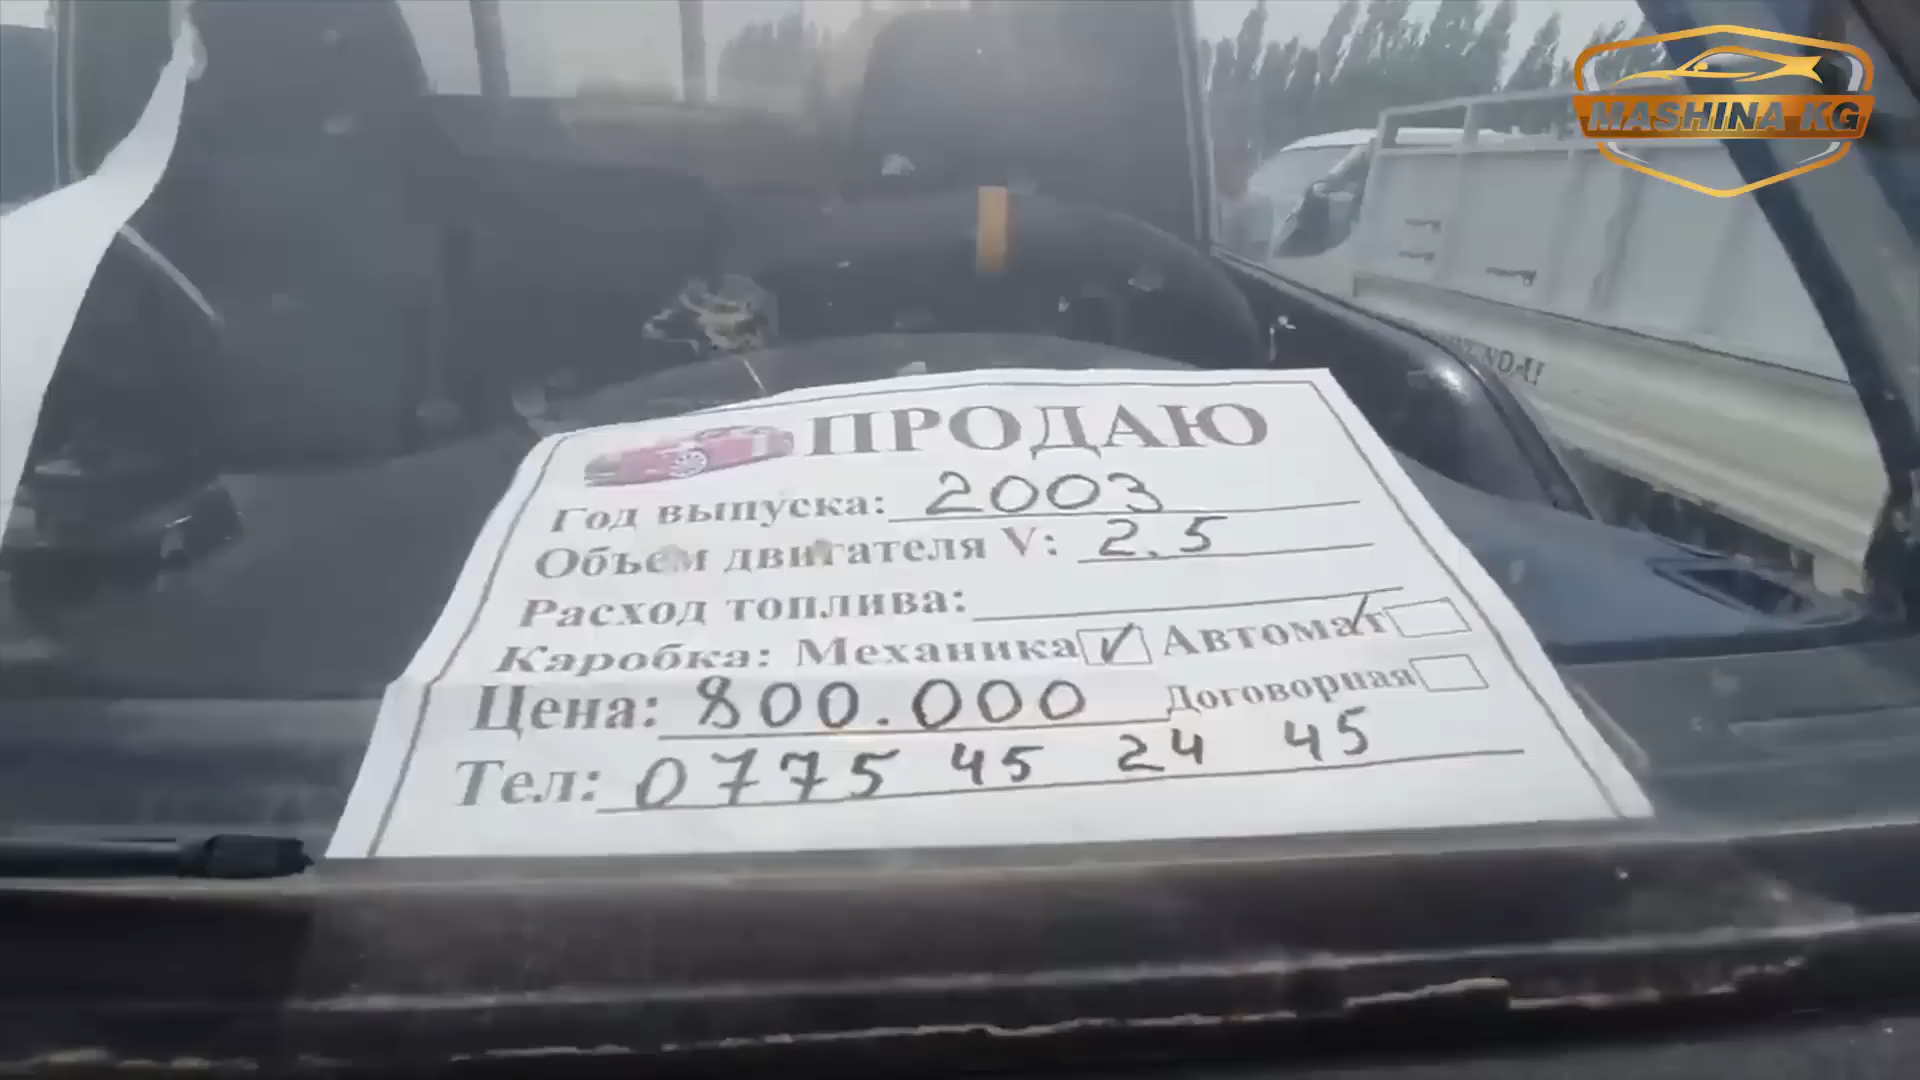 MASHINA KG
ПРОДАЮ
Год выпуска: 2003
Объем двигателя V: 2.5
Расход топлива:
Каробка: Механика ✓ Автомат
Цена: 800.000 Договорная
Тел: 0775 45 24 45